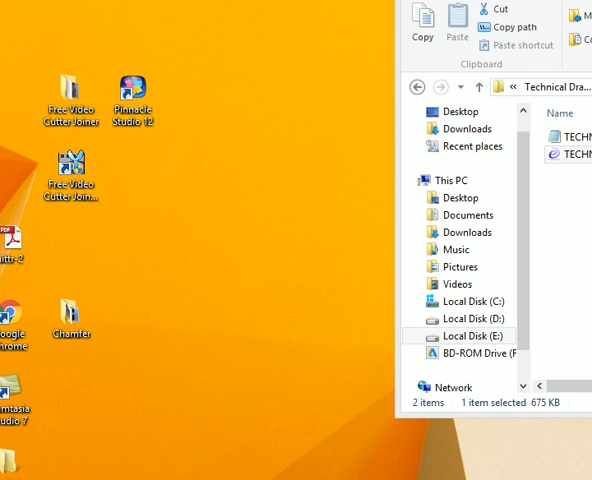 Free Video
Cutter Joiner
Pinnacle
Studio 12
Free Video
Cutter Join...
PDF
Chamfer
Copy
Paste
Cut
Copy path
Paste shortcut
Clipboard
« Technical Dra...
Name
Desktop
Downloads
Recent places
This PC
Desktop
Documents
Downloads
Music
Pictures
Videos
Local Disk (C:)
Local Disk (D:)
Local Disk (E:)
BD-ROM Drive (F
Network
TECHN
TECHN
2 items 1 item selected 675 KB